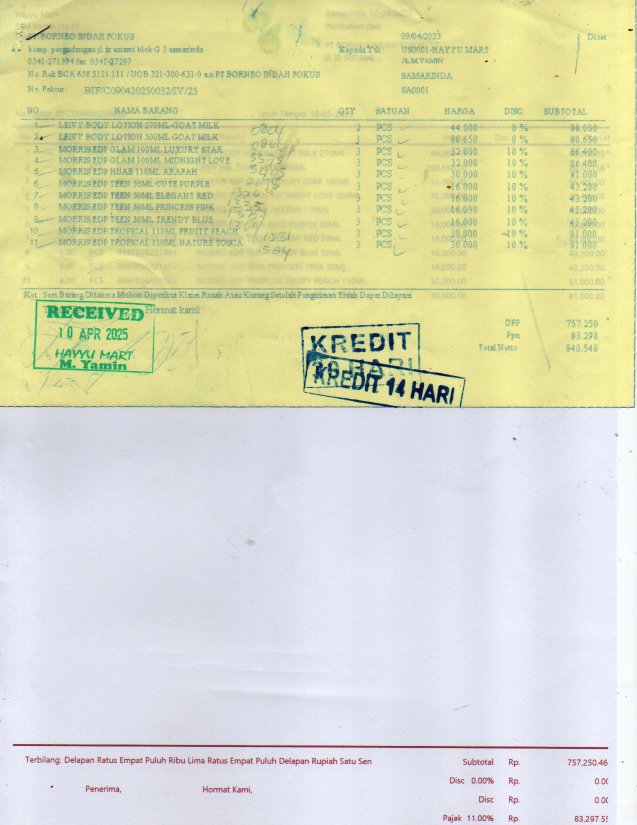 PT BORNEO INDAH FOKUS
komp. pergudangan jl. ir sutami blok G 3 samarinda
0541-271394 fax. 0541-27297
No. Rek BCA 658 5121 111 / UOB 321-300-631-0 a.n PT BORNEO INDAH FOKUS
No. Faktur : BIF/C090420250032/IV/25
09/04/2025 Dicet
Kepada Yth US0001-HAYYU MART
JL.M.YAMIN
SAMARINDA
SA0001
NO NAMA BARANG QTY SATUAN HARGA DISC SUBTOTAL
1 LEIVY BODY LOTION 270ML-GOAT MILK 2 PCS 44.000 0 % 88.000
2 LEIVY BODY LOTION 500ML GOAT MILK 1 PCS 80.650 0 % 80.650
3 MORRIS EDP GLAM 100ML LUXURY STAR 3 PCS 32.000 10 % 86.400
4 MORRIS EDP GLAM 100ML MIDNIGHT LOVE 3 PCS 32.000 10 % 86.400
5 MORRIS EDP HIJAB 110ML ARAFAH 3 PCS 30.000 10 % 81.000
6 MORRIS EDP TEEN 50ML CUTE PURPLE 3 PCS 16.000 10 % 43.200
7 MORRIS EDP TEEN 50ML ELEGANT RED 3 PCS 16.000 10 % 43.200
8 MORRIS EDP TEEN 50ML PRINCESS PINK 3 PCS 16.000 10 % 43.200
9 MORRIS EDP TEEN 50ML TRENDY BLUE 3 PCS 16.000 10 % 43.200
10 MORRIS EDP TROPICAL 110ML FRUITY PEACH 3 PCS 30.000 10 % 81.000
11 MORRIS EDP TROPICAL 110ML NATURE TOSCA 3 PCS 30.000 10 % 81.000
Ket : Saat Barang Diterima Mohon Diperiksa Klaim Rusak Atau Kurang Setelah Pengiriman Tidak Dapat Dilayani
Hormat kami
RECEIVED
10 APR 2025
HAYYU MART
M. Yamin
KREDIT
HARI
KREDIT 14 HARI
DPP 757.250
Ppn 83.298
Total Netto 840.548
Terbilang: Delapan Ratus Empat Puluh Ribu Lima Ratus Empat Puluh Delapan Rupiah Satu Sen
Penerima, Hormat Kami,
Subtotal Rp. 757,250.46
Disc 0.00% Rp. 0.00
Disc Rp. 0.00
Pajak 11.00% Rp. 83,297.55